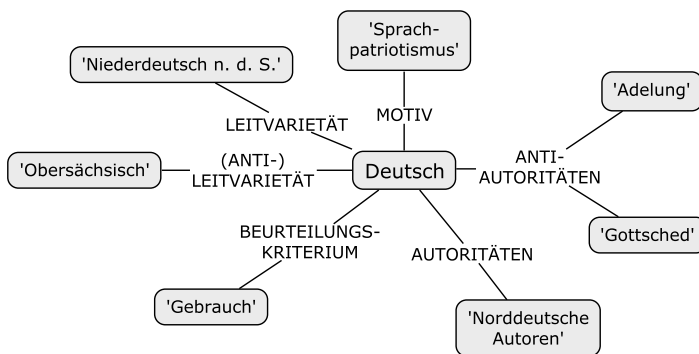 'Sprach-
patriotismus'
'Niederdeutsch n. d. S.'
'Adelung'
MOTIV
LEITVARIETÄT
(ANTI-)
LEITVARIETÄT
'Obersächsisch'
Deutsch
ANTI-
AUTORITÄTEN
'Gottsched'
BEURTEILUNGS-
KRITERIUM
AUTORITÄTEN
'Gebrauch'
'Norddeutsche
Autoren'